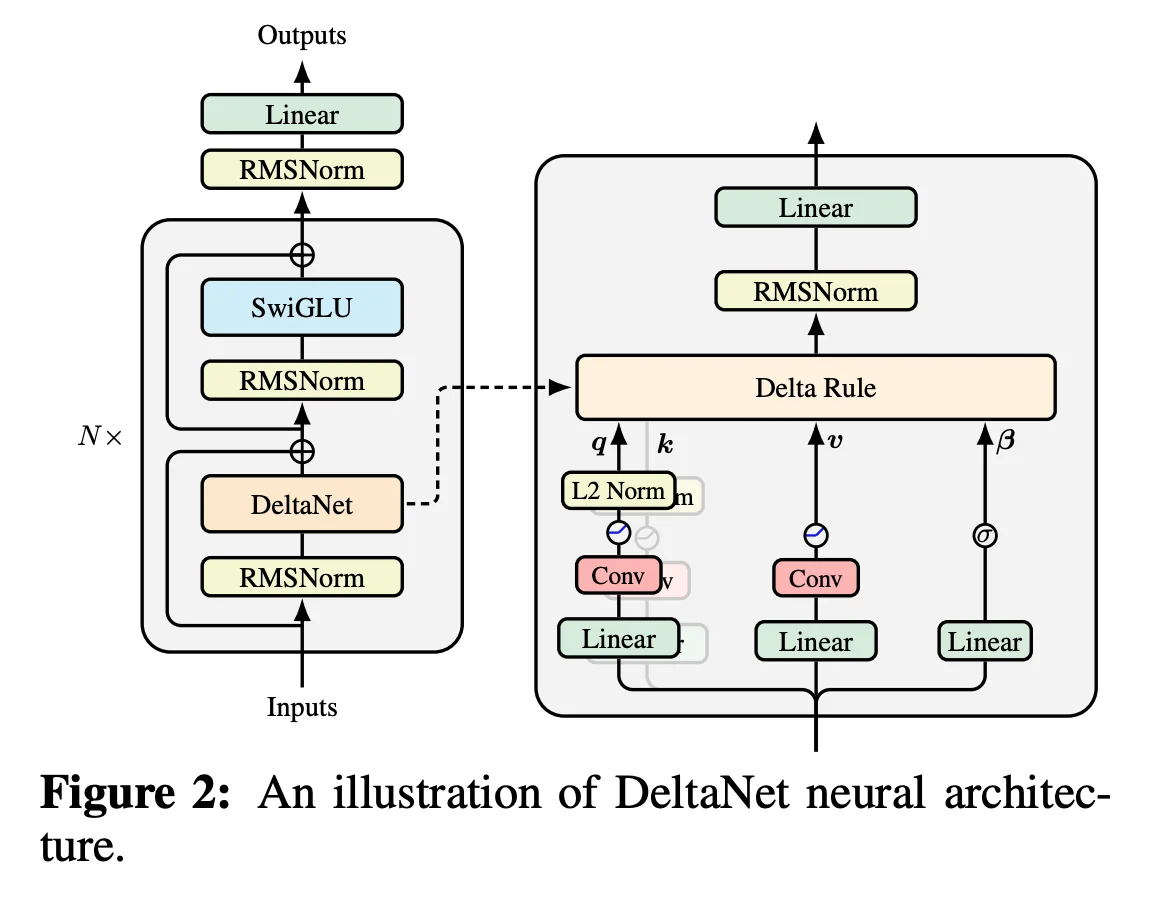 Outputs
Linear
RMSNorm
SwiGLU
RMSNorm
N×
DeltaNet
RMSNorm
Inputs
Linear
RMSNorm
Delta Rule
q k v β
L2 Norm m
σ
Conv v Conv
Linear r Linear Linear
Figure 2: An illustration of DeltaNet neural architec-
ture.